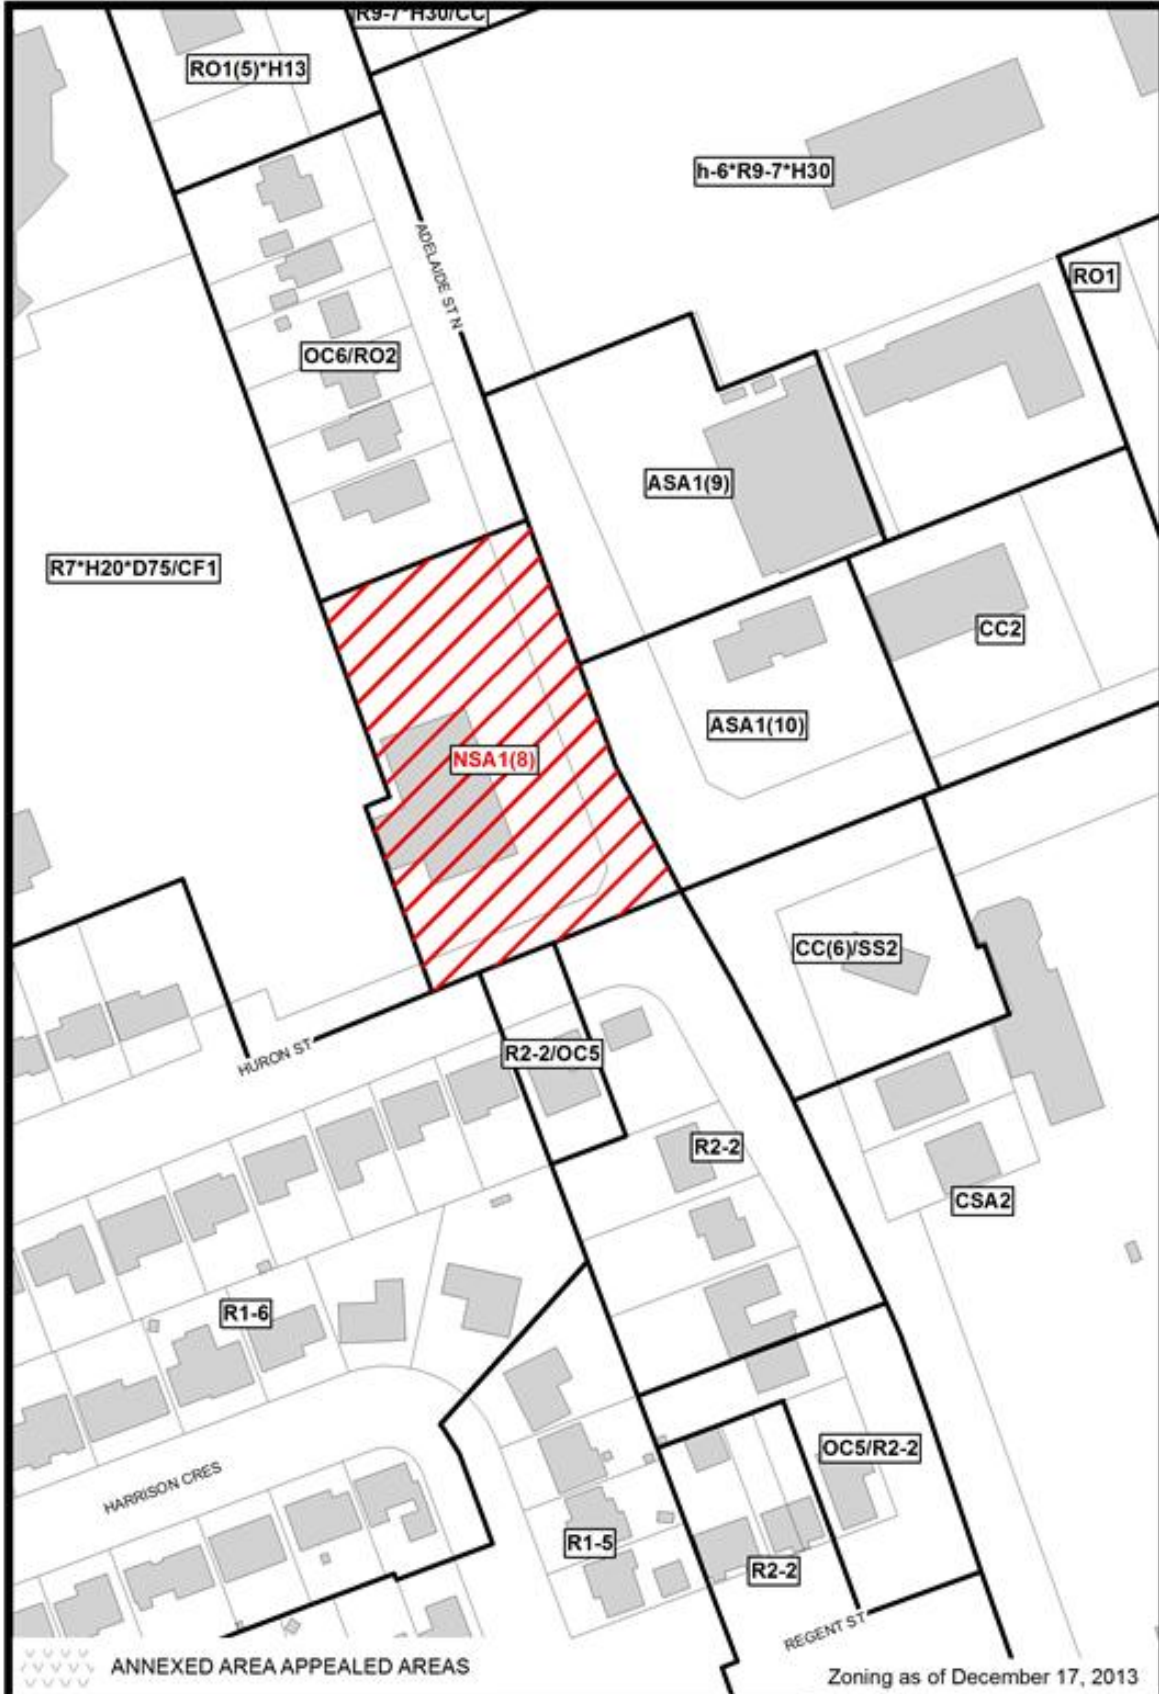 R9-7*H30/CC
RO1(5)*H13
h-6*R9-7*H30
ADELAIDE ST N
RO1
OC6/RO2
ASA1(9)
R7*H20*D75/CF1
CC2
ASA1(10)
NSA1(8)
CC(6)/SS2
HURON ST
R2-2/OC5
R2-2
CSA2
R1-6
OC5/R2-2
HARRISON CRES
R1-5
R2-2
REGENT ST
ANNEXED AREA APPEALED AREAS
Zoning as of December 17, 2013